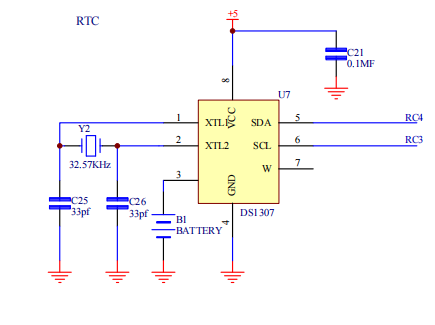 RTC
+5
C21
0.1MF
8
U7
1
XTL1
VCC
SDA
5
RC4
Y2
2
XTL2
SCL
6
RC3
32.57KHz
3
W
7
GND
C25
33pf
C26
33pf
B1
BATTERY
4
DS1307